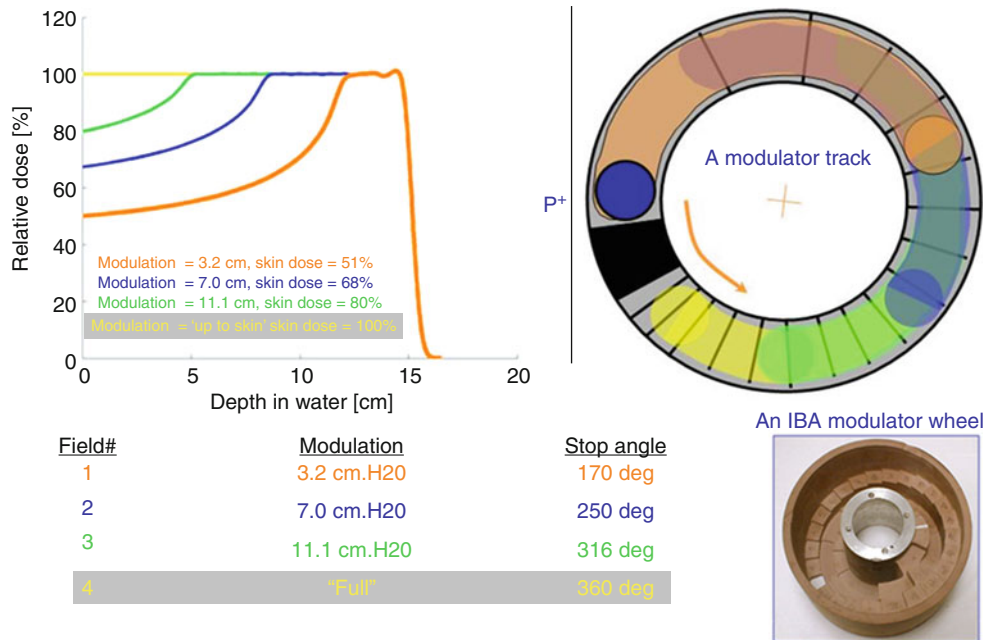 120
100
80
60
40
20
0
Relative dose [%]
0
5
10
15
20
Depth in water [cm]
Modulation = 3.2 cm, skin dose = 51%
Modulation = 7.0 cm, skin dose = 68%
Modulation = 11.1 cm, skin dose = 80%
Modulation = 'up to skin' skin dose = 100%
P+
A modulator track
An IBA modulator wheel
Field# Modulation Stop angle
1 3.2 cm.H20 170 deg
2 7.0 cm.H20 250 deg
3 11.1 cm.H20 316 deg
4 “Full” 360 deg